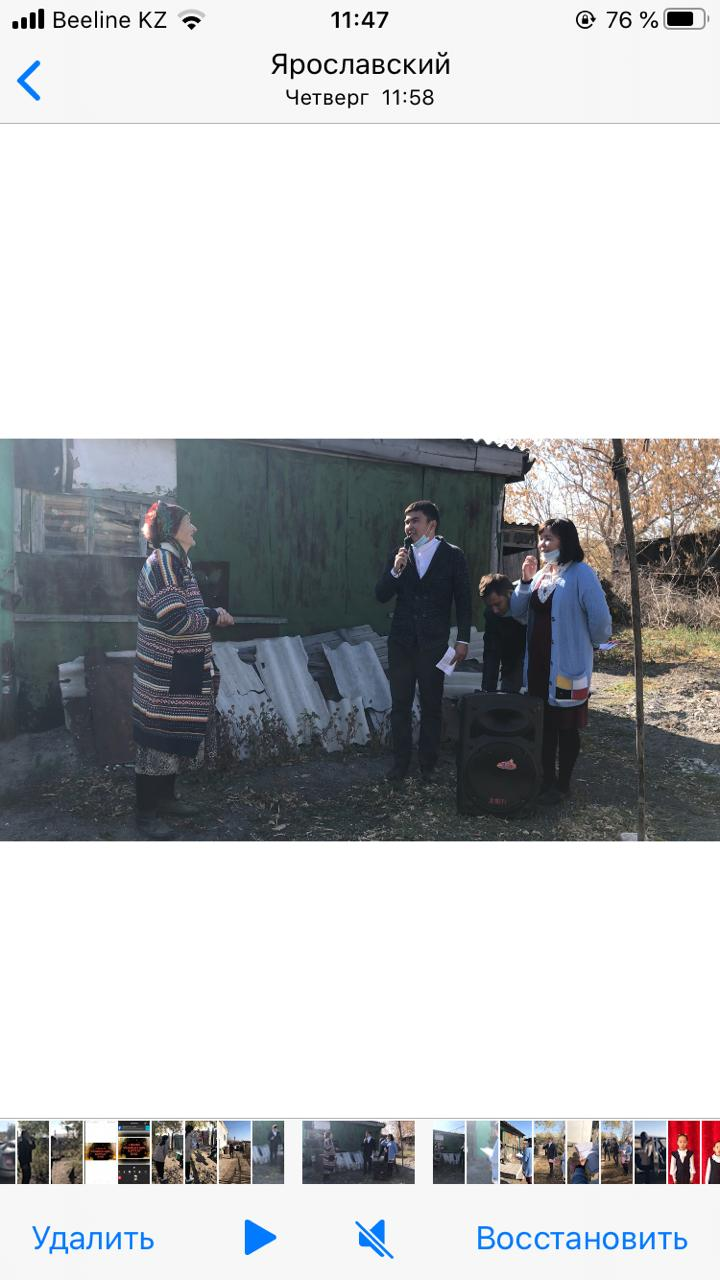 Beeline KZ 11:47 76 %
Ярославский
Четверг 11:58
Удалить Восстановить